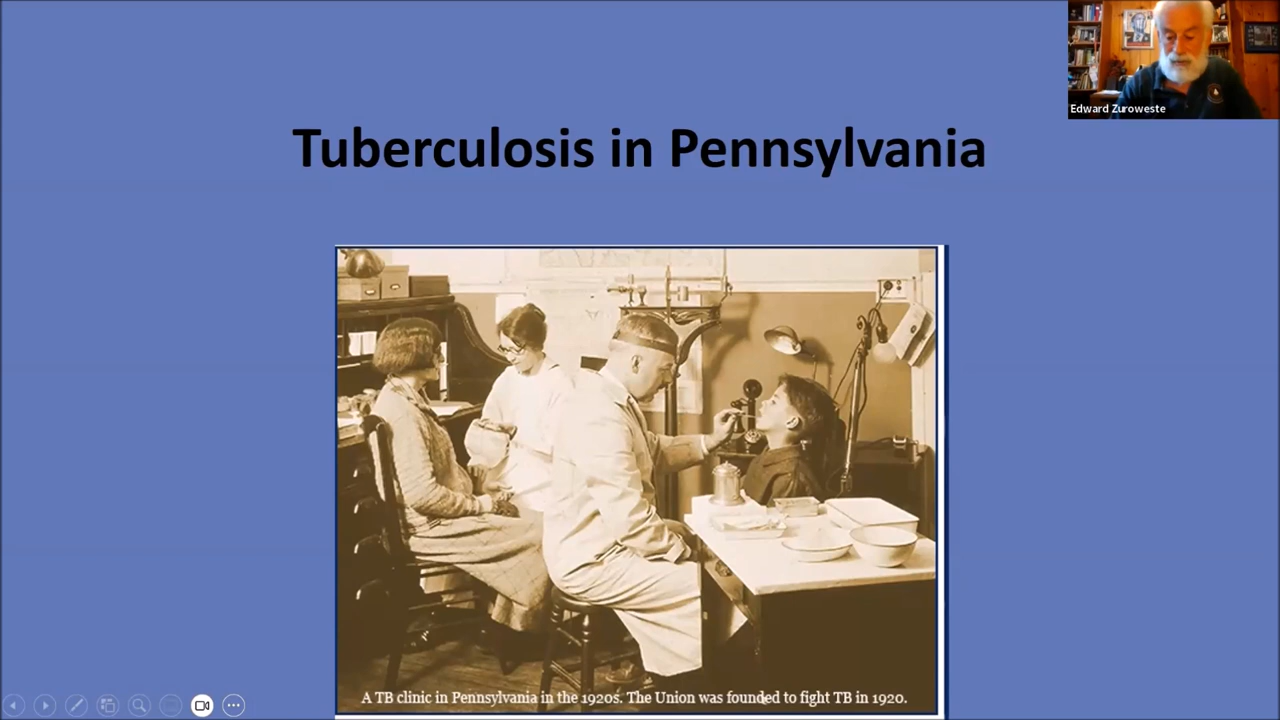 Edward Zuroweste
Tuberculosis in Pennsylvania
A TB clinic in Pennsylvania in the 1920s. The Union was founded to fight TB in 1920.